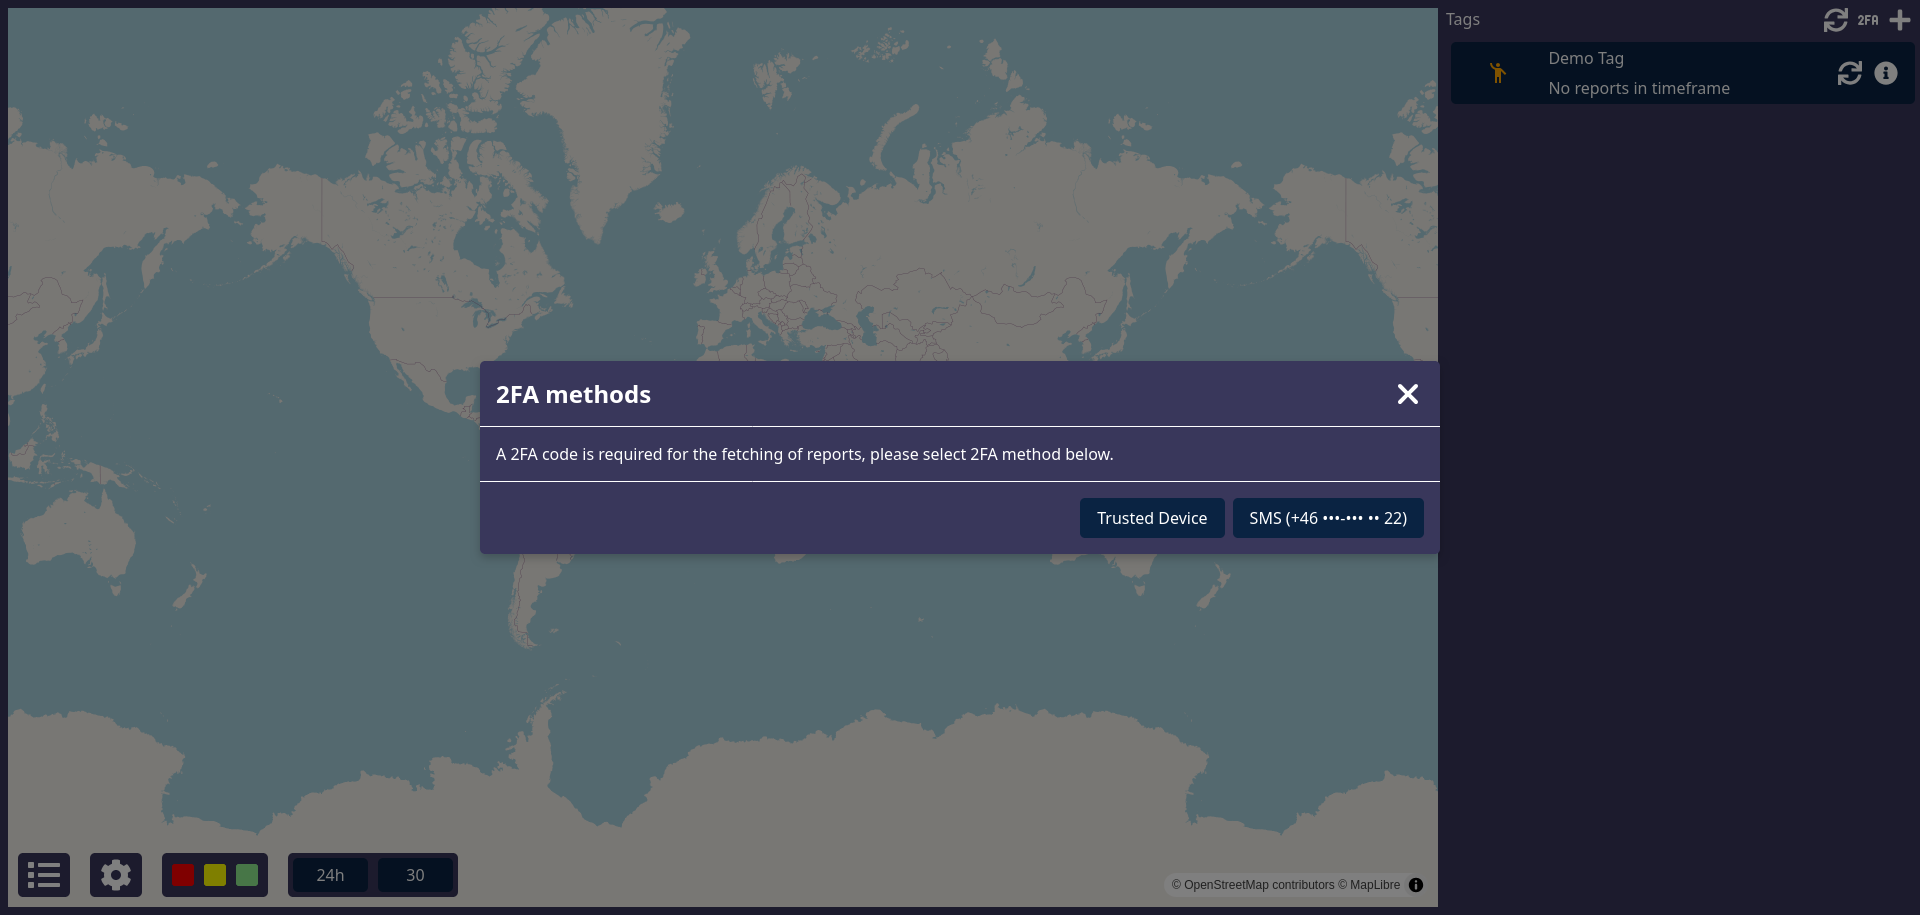 Tags
2FA
Demo Tag
No reports in timeframe
2FA methods
A 2FA code is required for the fetching of reports, please select 2FA method below.
Trusted Device
SMS (+46 •••-••• •• 22)
24h
30
© OpenStreetMap contributors © MapLibre